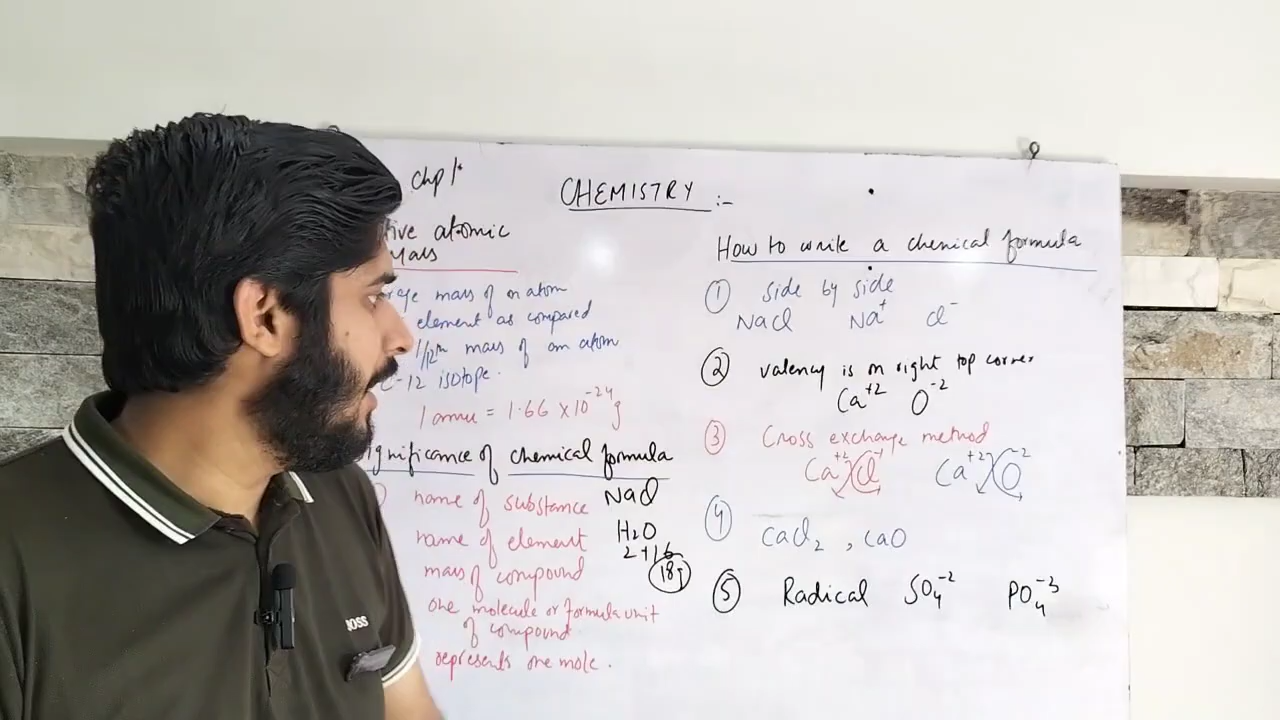 Chp 1*
CHEMISTRY :-
tive atomic
Mass
rage mass of an atom
element as compared
1/12th mass of an atom
C-12 isotope.
1 amu = 1.66 x 10⁻²⁴ g
gnificance of chemical formula
name of substance NaCl
name of element H₂O
2+16
mass of compound 18g
one molecule or formula unit
of compound
represents one mole.
How to write a chemical formula
① Side by side
NaCl Na⁺ Cl⁻
② valency is on right top corner
Ca⁺² O⁻²
③ Cross exchange method
Ca⁺² Cl⁻¹ Ca⁺² O⁻²
④ CaCl₂, CaO
⑤ Radical SO₄⁻² PO₄⁻³
BOSS